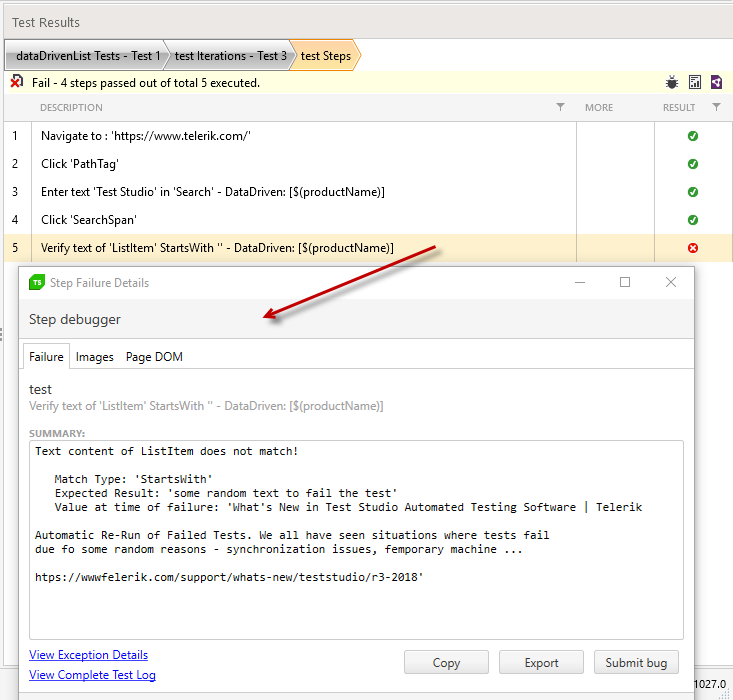 Test Results
dataDrivenList Tests - Test 1 test Iterations - Test 3 test Steps
Fail - 4 steps passed out of total 5 executed.
DESCRIPTION MORE RESULT
1 Navigate to : 'https://www.telerik.com/'
2 Click 'PathTag'
3 Enter text 'Test Studio' in 'Search' - DataDriven: [$(productName)]
4 Click 'SearchSpan'
5 Verify text of 'ListItem' StartsWith '' - DataDriven: [$(productName)]
TS Step Failure Details
Step debugger
Failure Images Page DOM
test
Verify text of 'ListItem' StartsWith '' - DataDriven: [$(productName)]
SUMMARY:
Text content of ListItem does not match!
Match Type: 'StartsWith'
Expected Result: 'some random text to fail the test'
Value at time of failure: 'What's New in Test Studio Automated Testing Software | Telerik
Automatic Re-Run of Failed Tests. We all have seen situations where tests fail
due fo some random reasons - synchronization issues, femporary machine ...
htps://wwwfelerik.com/support/whats-new/teststudio/r3-2018'
View Exception Details
View Complete Test Log
Copy Export Submit bug
1027.0